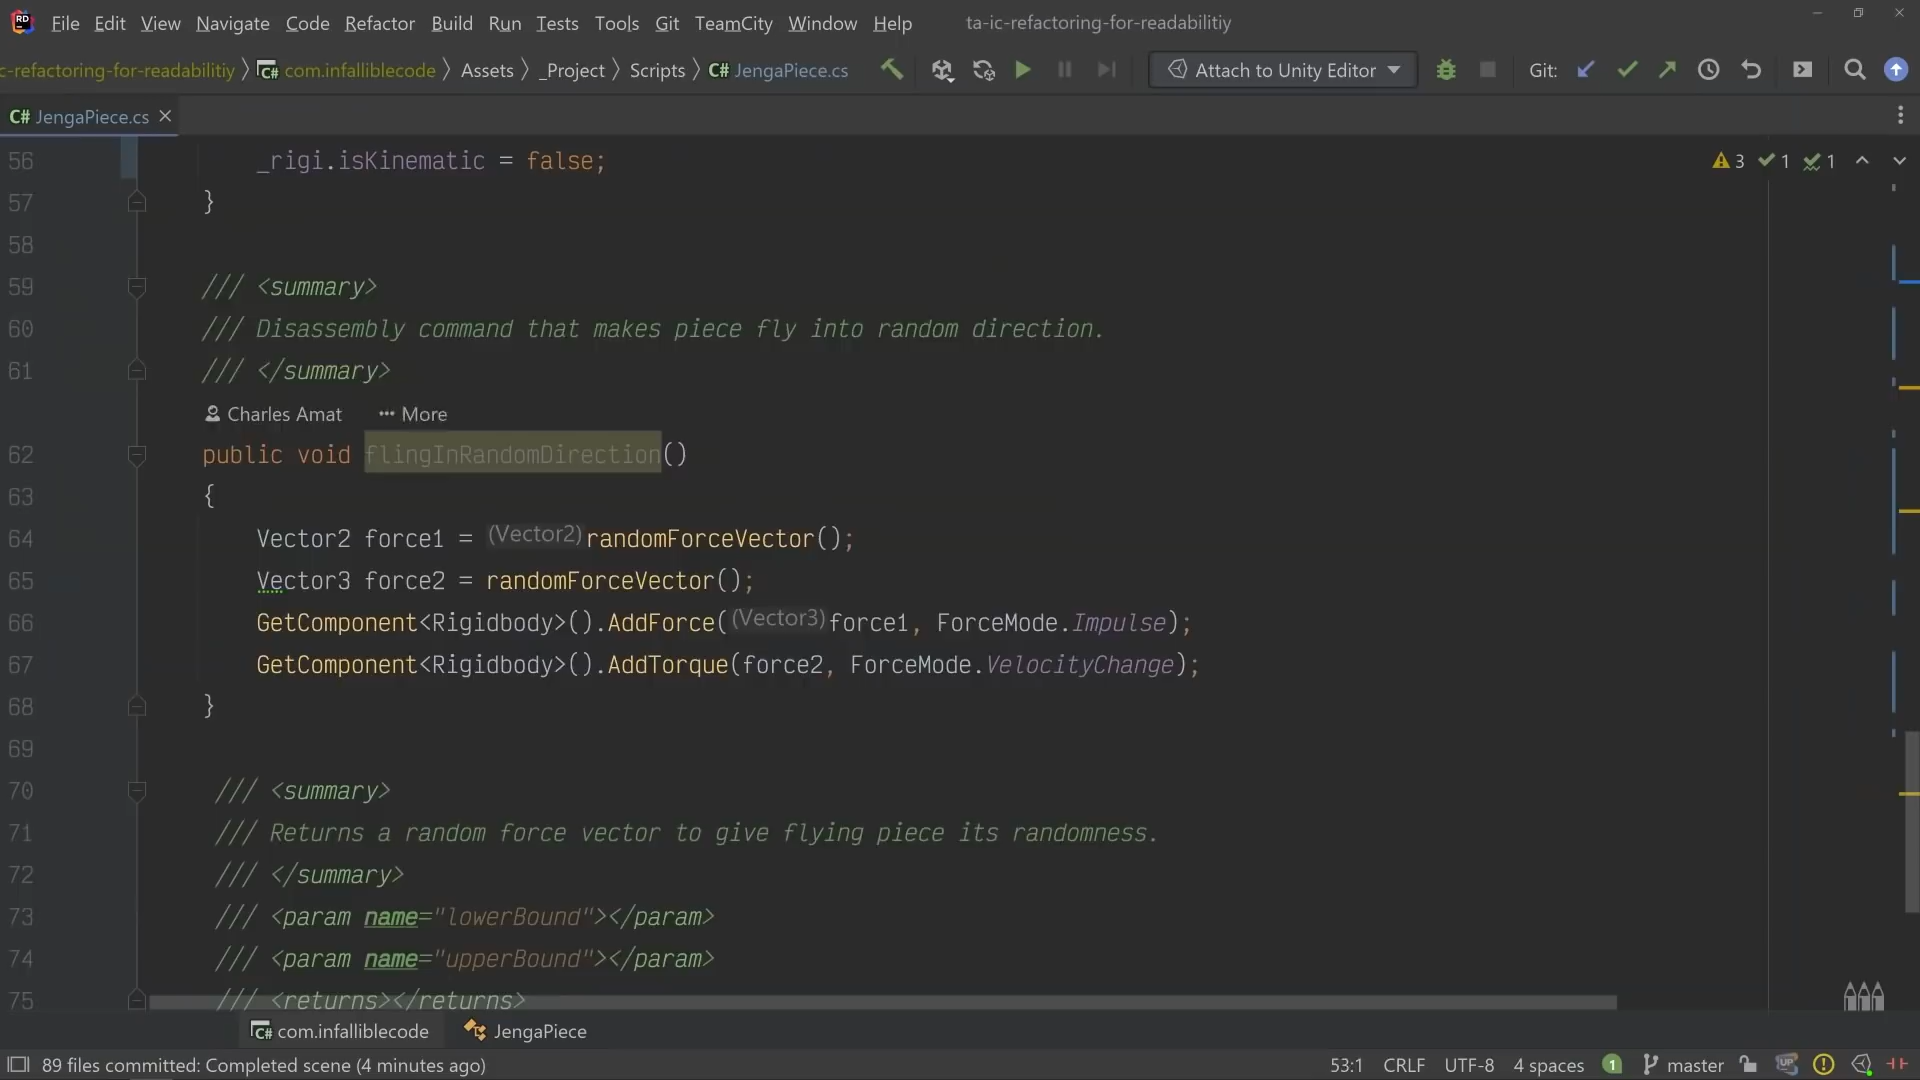 RD File Edit View Navigate Code Refactor Build Run Tests Tools Git TeamCity Window Help ta-ic-refactoring-for-readabilitiy
c-refactoring-for-readabilitiy C# com.infalliblecode Assets _Project Scripts C# JengaPiece.cs Attach to Unity Editor Git:
C# JengaPiece.cs
56 _rigi.isKinematic = false; 3 1 1
57 }
58
59 /// <summary>
60 /// Disassembly command that makes piece fly into random direction.
61 /// </summary>
Charles Amat ··· More
62 public void flingInRandomDirection()
63 {
64 Vector2 force1 = (Vector2)randomForceVector();
65 Vector3 force2 = randomForceVector();
66 GetComponent<Rigidbody>().AddForce((Vector3)force1, ForceMode.Impulse);
67 GetComponent<Rigidbody>().AddTorque(force2, ForceMode.VelocityChange);
68 }
69
70 /// <summary>
71 /// Returns a random force vector to give flying piece its randomness.
72 /// </summary>
73 /// <param name="lowerBound"></param>
74 /// <param name="upperBound"></param>
75 /// <returns></returns>
C# com.infalliblecode JengaPiece
89 files committed: Completed scene (4 minutes ago) 53:1 CRLF UTF-8 4 spaces 1 master UP